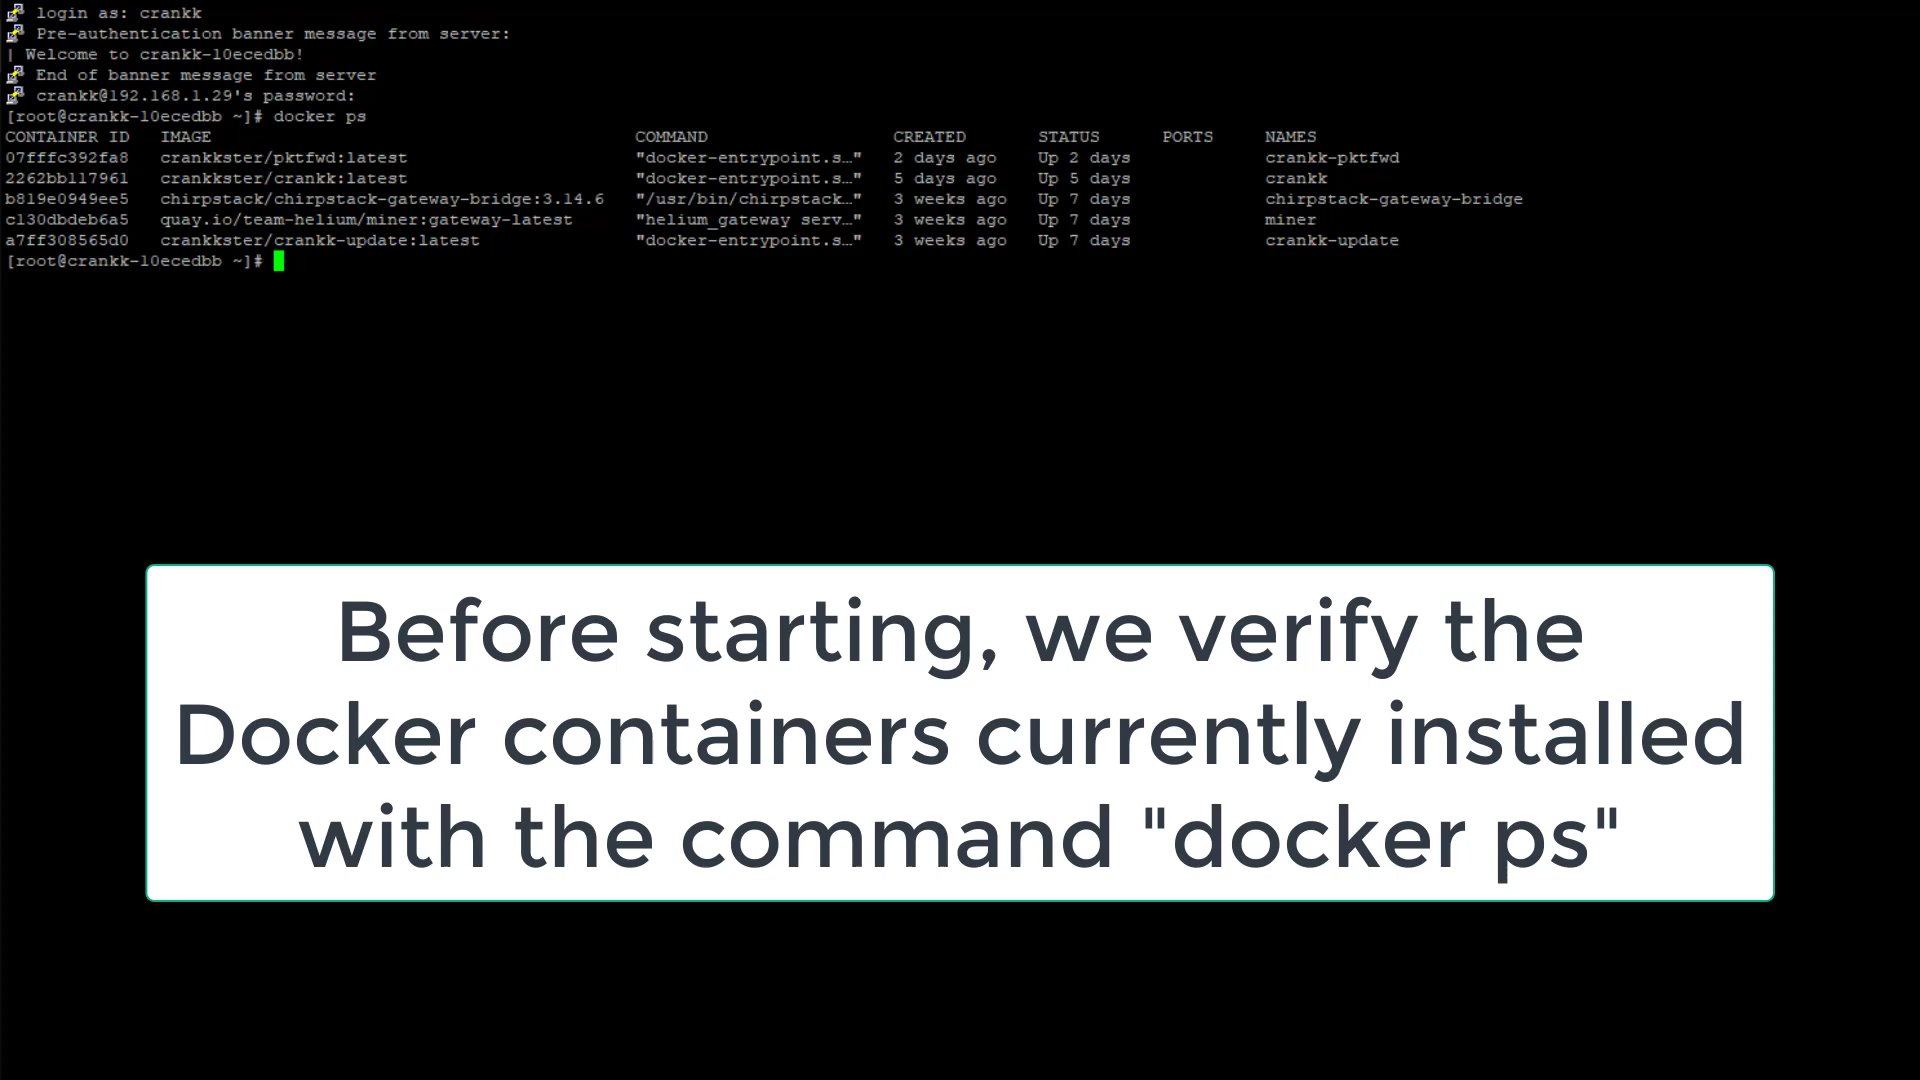 login as: crankk
Pre-authentication banner message from server:
| Welcome to crankk-10ecedbb!
End of banner message from server
crankk@192.168.1.29's password:
[root@crankk-10ecedbb ~]# docker ps
CONTAINER ID   IMAGE   COMMAND   CREATED   STATUS   PORTS   NAMES
07fffc392fa8   crankkster/pktfwd:latest   "docker-entrypoint.s…"   2 days ago   Up 2 days   crankk-pktfwd
2262bb117961   crankkster/crankk:latest   "docker-entrypoint.s…"   5 days ago   Up 5 days   crankk
b819e0949ee5   chirpstack/chirpstack-gateway-bridge:3.14.6   "/usr/bin/chirpstack…"   3 weeks ago   Up 7 days   chirpstack-gateway-bridge
c130dbdeb6a5   quay.io/team-helium/miner:gateway-latest   "helium_gateway serv…"   3 weeks ago   Up 7 days   miner
a7ff308565d0   crankkster/crankk-update:latest   "docker-entrypoint.s…"   3 weeks ago   Up 7 days   crankk-update
[root@crankk-10ecedbb ~]#
Before starting, we verify the
Docker containers currently installed
with the command "docker ps"